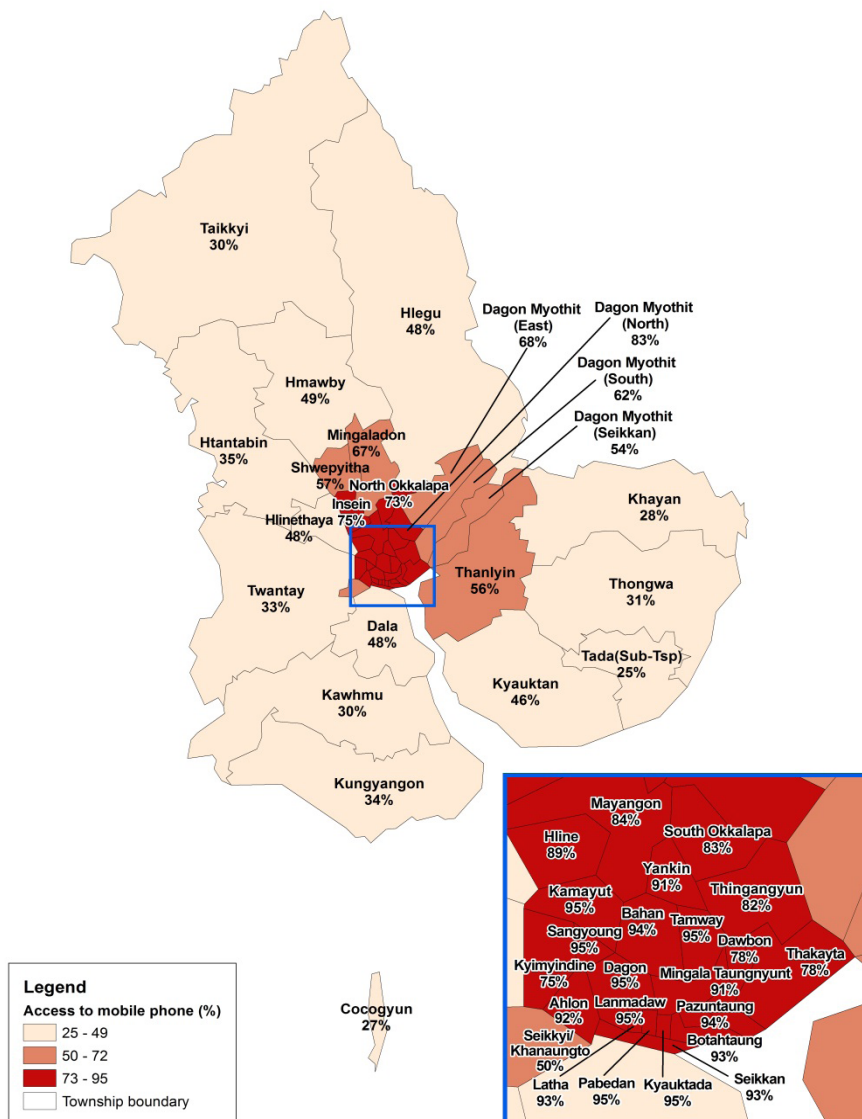 Taikkyi
30%
Hlegu
48%
Dagon Myothit
(East)
68%
Dagon Myothit
(North)
83%
Dagon Myothit
(South)
62%
Dagon Myothit
(Seikkan)
54%
Hmawby
49%
Mingaladon
67%
Htantabin
35%
Shwepyitha
57%
North Okkalapa
73%
Insein
75%
Hlinethaya
48%
Khayan
28%
Twantay
33%
Thanlyin
56%
Thongwa
31%
Dala
48%
Tada(Sub-Tsp)
25%
Kyauktan
46%
Kawhmu
30%
Kungyangon
34%
Cocogyun
27%
Mayangon
84%
South Okkalapa
83%
Hline
89%
Yankin
91%
Thingangyun
82%
Kamayut
95%
Bahan
94%
Tamway
95%
Sangyoung
95%
Dawbon
78%
Thakayta
78%
Kyimyindine
75%
Dagon
95%
Mingala Taungnyunt
91%
Ahlon
92%
Lanmadaw
95%
Pazuntaung
94%
Seikkyi/
Khanaungto
50%
Botahtaung
93%
Latha
93%
Pabedan
95%
Kyauktada
95%
Seikkan
93%
Legend
Access to mobile phone (%)
25 - 49
50 - 72
73 - 95
Township boundary